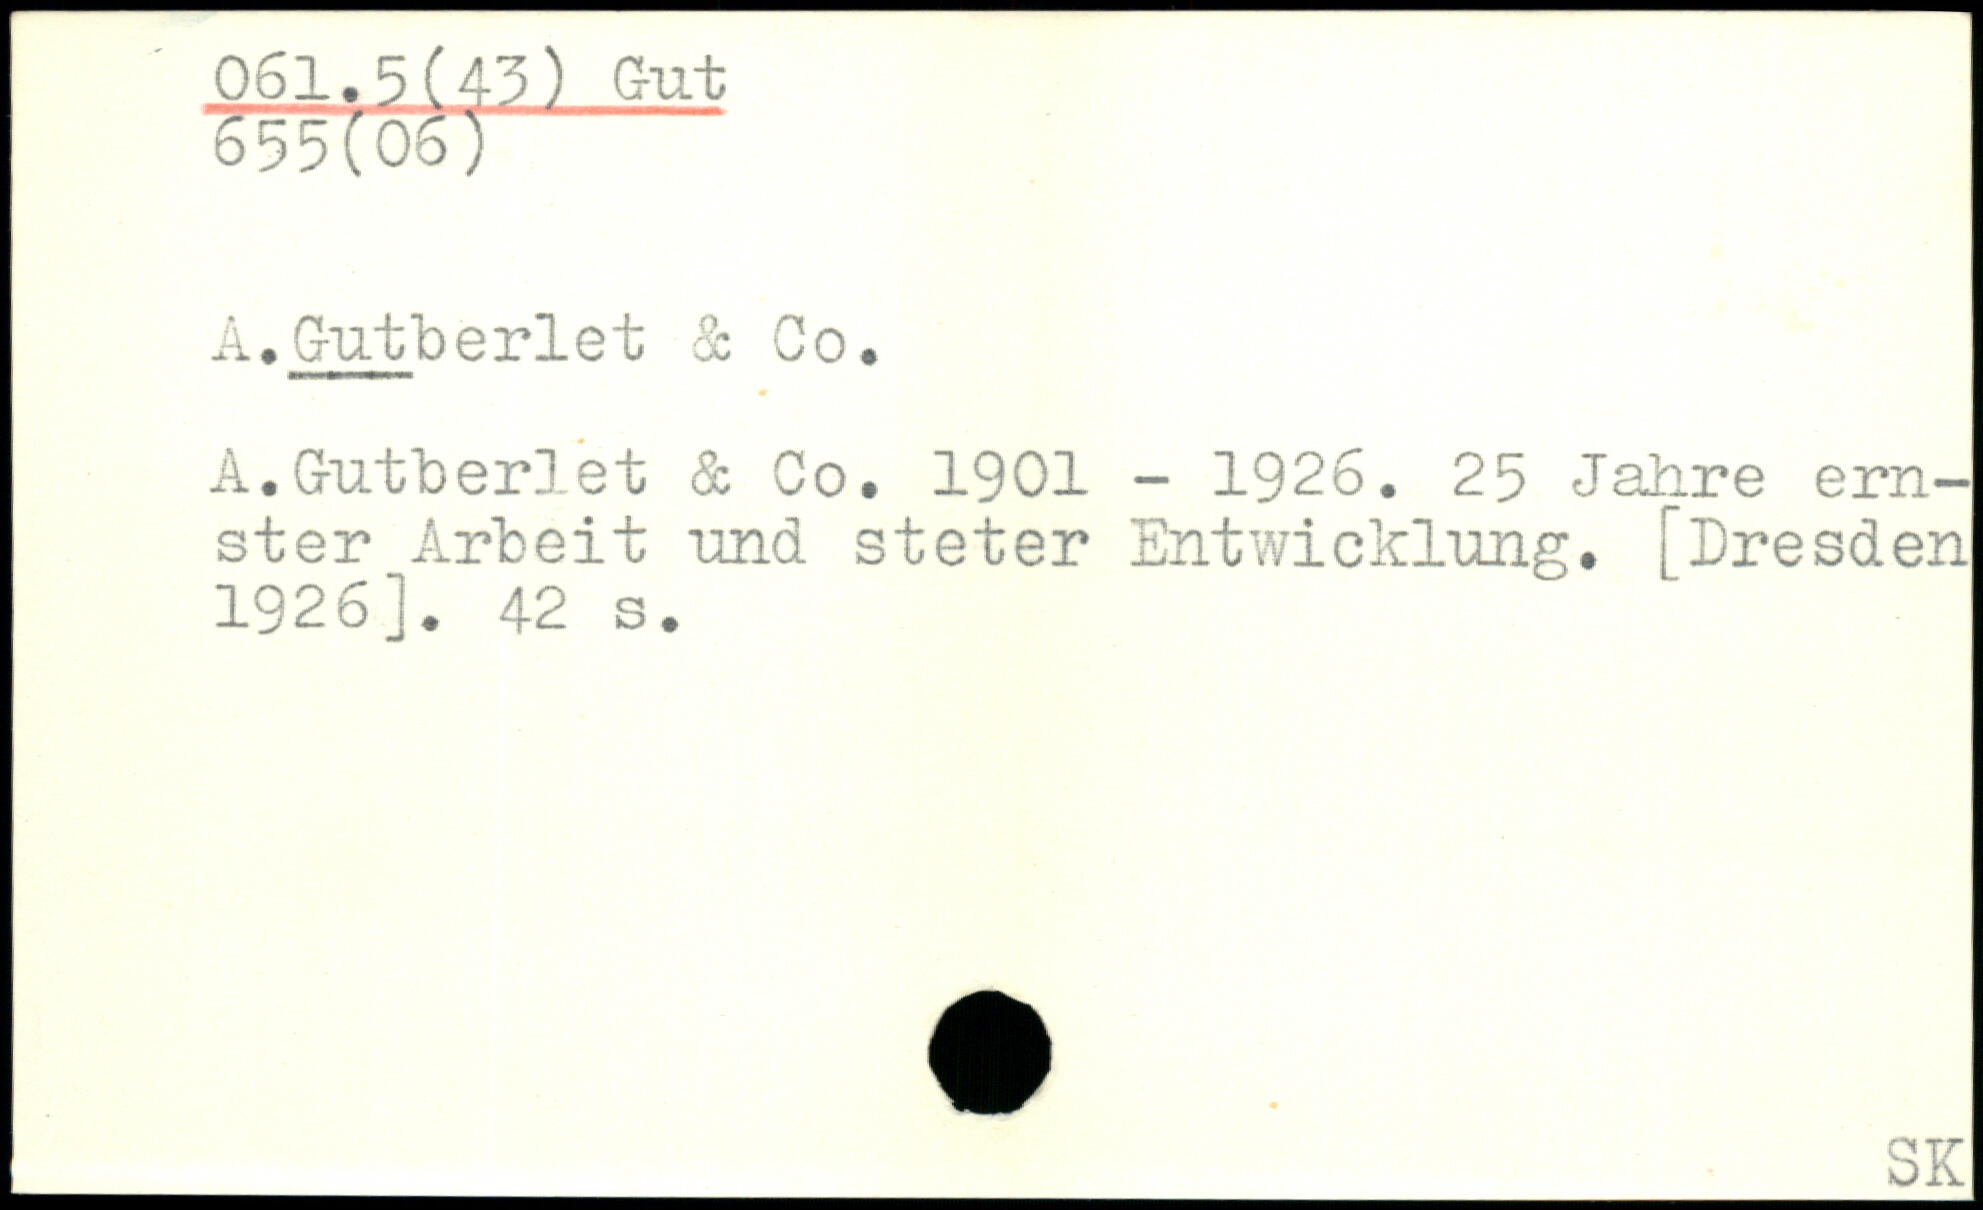 061.5(43) Gut
655(06)
A.Gutberlet & Co.
A.Gutberlet & Co. 1901 - 1926. 25 Jahre ern-
ster Arbeit und steter Entwicklung. [Dresden
1926]. 42 s.
SK